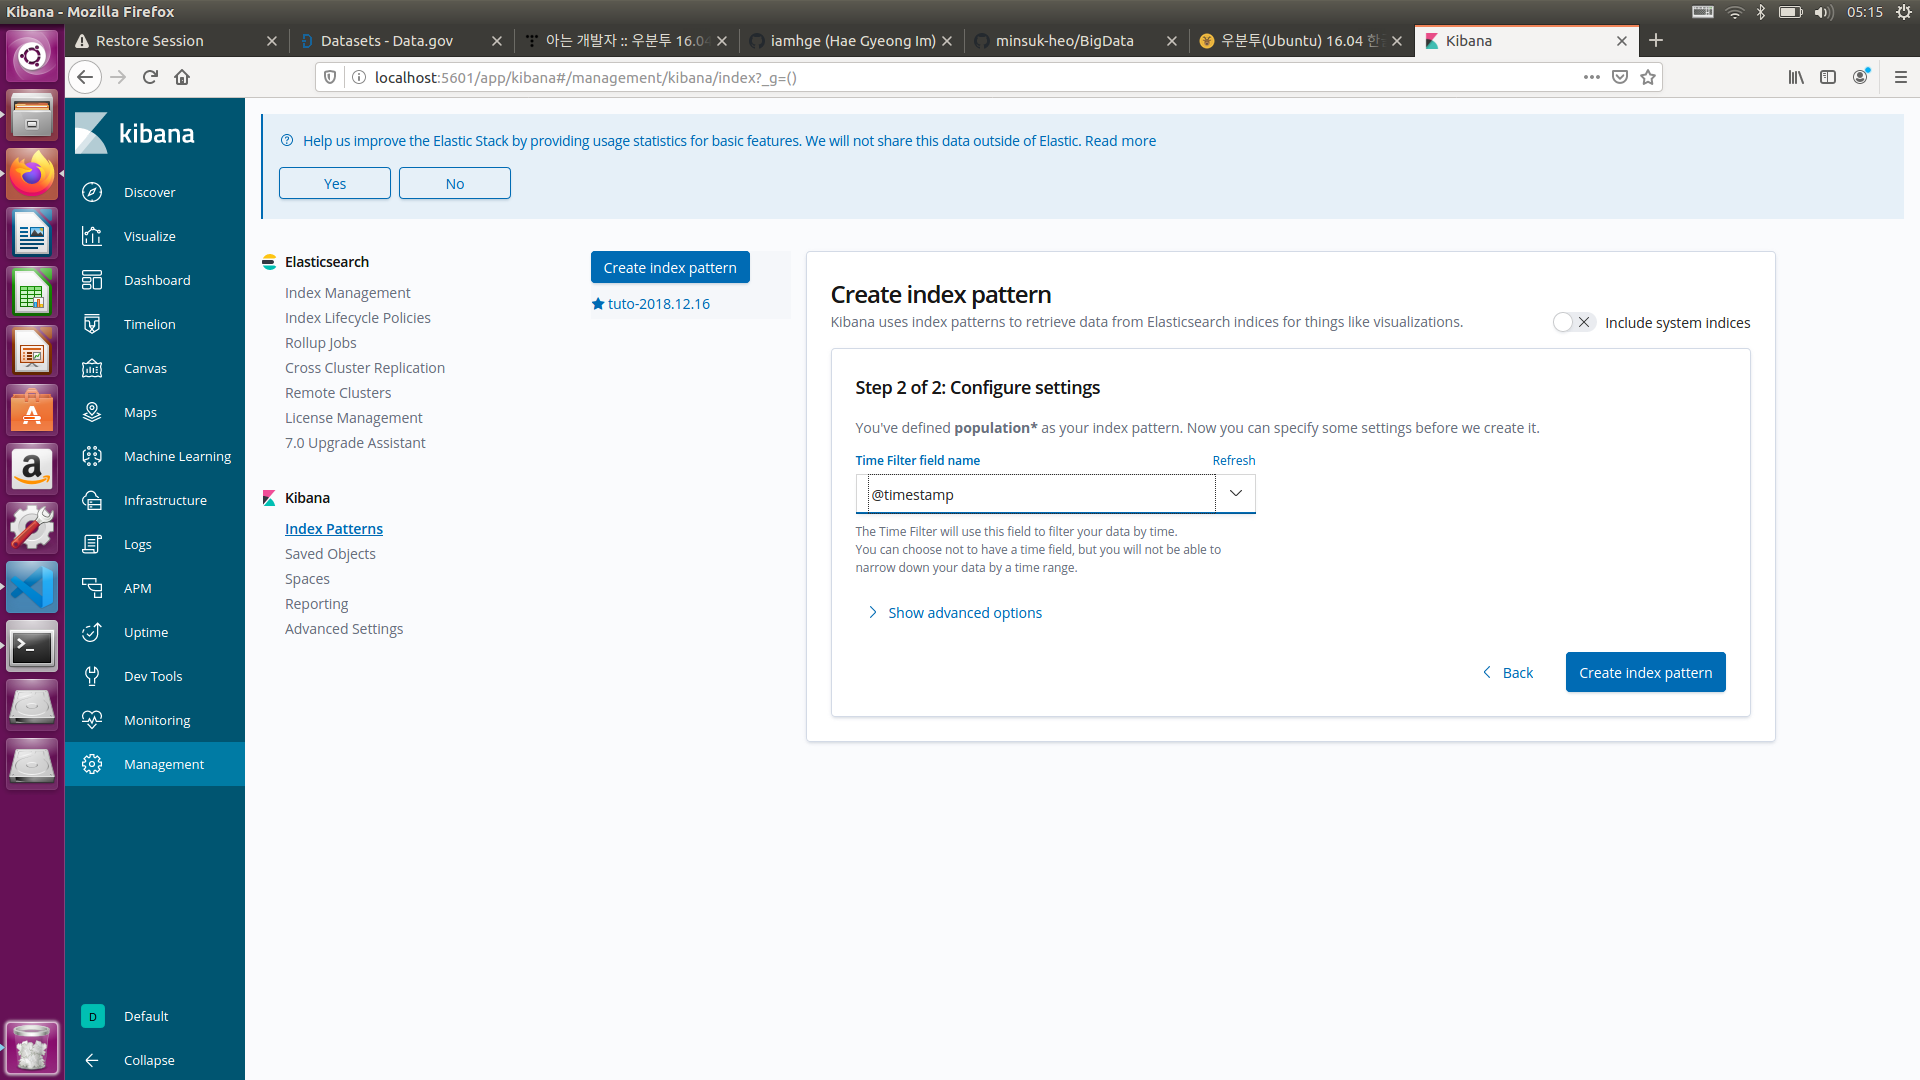 Kibana - Mozilla Firefox
05:15
Restore Session
Datasets - Data.gov
아는 개발자 :: 우분투 16.04
iamhge (Hae Gyeong Im)
minsuk-heo/BigData
우분투(Ubuntu) 16.04 한
Kibana
localhost:5601/app/kibana#/management/kibana/index?_g=()
kibana
Discover
Visualize
Dashboard
Timelion
Canvas
Maps
Machine Learning
Infrastructure
Logs
APM
Uptime
Dev Tools
Monitoring
Management
D Default
Collapse
Help us improve the Elastic Stack by providing usage statistics for basic features. We will not share this data outside of Elastic. Read more
Yes
No
Elasticsearch
Index Management
Index Lifecycle Policies
Rollup Jobs
Cross Cluster Replication
Remote Clusters
License Management
7.0 Upgrade Assistant
Kibana
Index Patterns
Saved Objects
Spaces
Reporting
Advanced Settings
Create index pattern
tuto-2018.12.16
Create index pattern
Kibana uses index patterns to retrieve data from Elasticsearch indices for things like visualizations.
Include system indices
Step 2 of 2: Configure settings
You've defined population* as your index pattern. Now you can specify some settings before we create it.
Time Filter field name
Refresh
@timestamp
The Time Filter will use this field to filter your data by time.
You can choose not to have a time field, but you will not be able to
narrow down your data by a time range.
Show advanced options
Back
Create index pattern